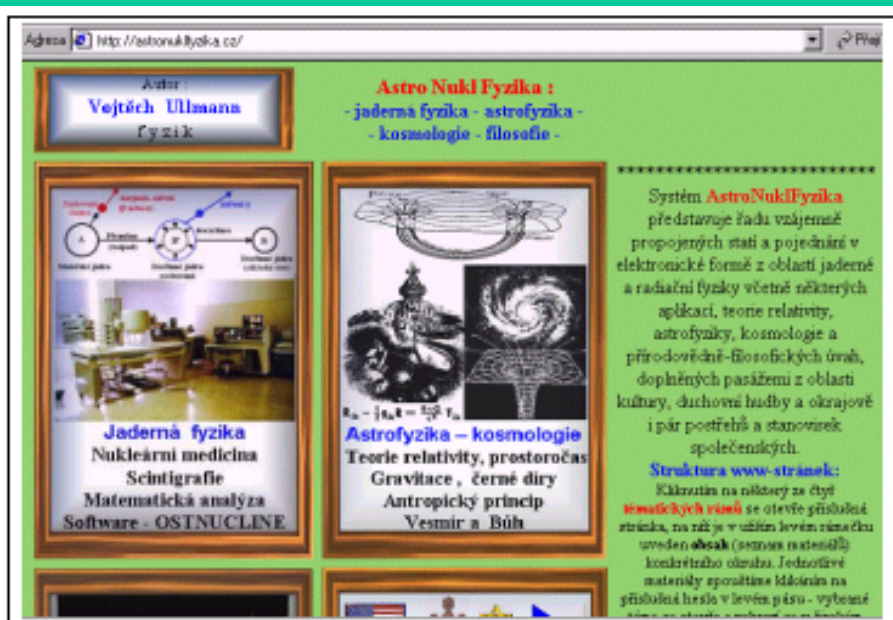 Adresa http://astronuklfyzika.cz/
Autor :
Vojtěch Ullmann
fyzik
Astro Nukl Fyzika :
- jaderná fyzika - astrofyzika -
- kosmologie - filosofie -
**************************
Jaderná fyzika
Nukleární medicína
Scintigrafie
Matematická analýza
Software - OSTNUCLINE
Astrofyzika – kosmologie
Teorie relativity, prostoročas
Gravitace , černé díry
Antropický princip
Vesmír a Bůh
Systém AstroNuklFyzika
představuje řadu vzájemně
propojených statí a pojednání v
elektronické formě z oblastí jaderné
a radiační fyziky včetně některých
aplikací, teorie relativity,
astrofyziky, kosmologie a
přírodovědně-filosofických úvah,
doplněných pasážemi z oblasti
kultury, duchovní hudby a okrajově
i pár postřehů a stanovisek
společenských.
Struktura www-stránek:
Kliknutím na některý ze čtyř
tématických rámů se otevře příslušná
stránka, na níž je v užším levém rámečku
uveden obsah (seznam materiálů)
konkrétního okruhu. Jednotlivé
materiály spouštíme klikáním na
příslušná hesla v levém pásu - vybrané